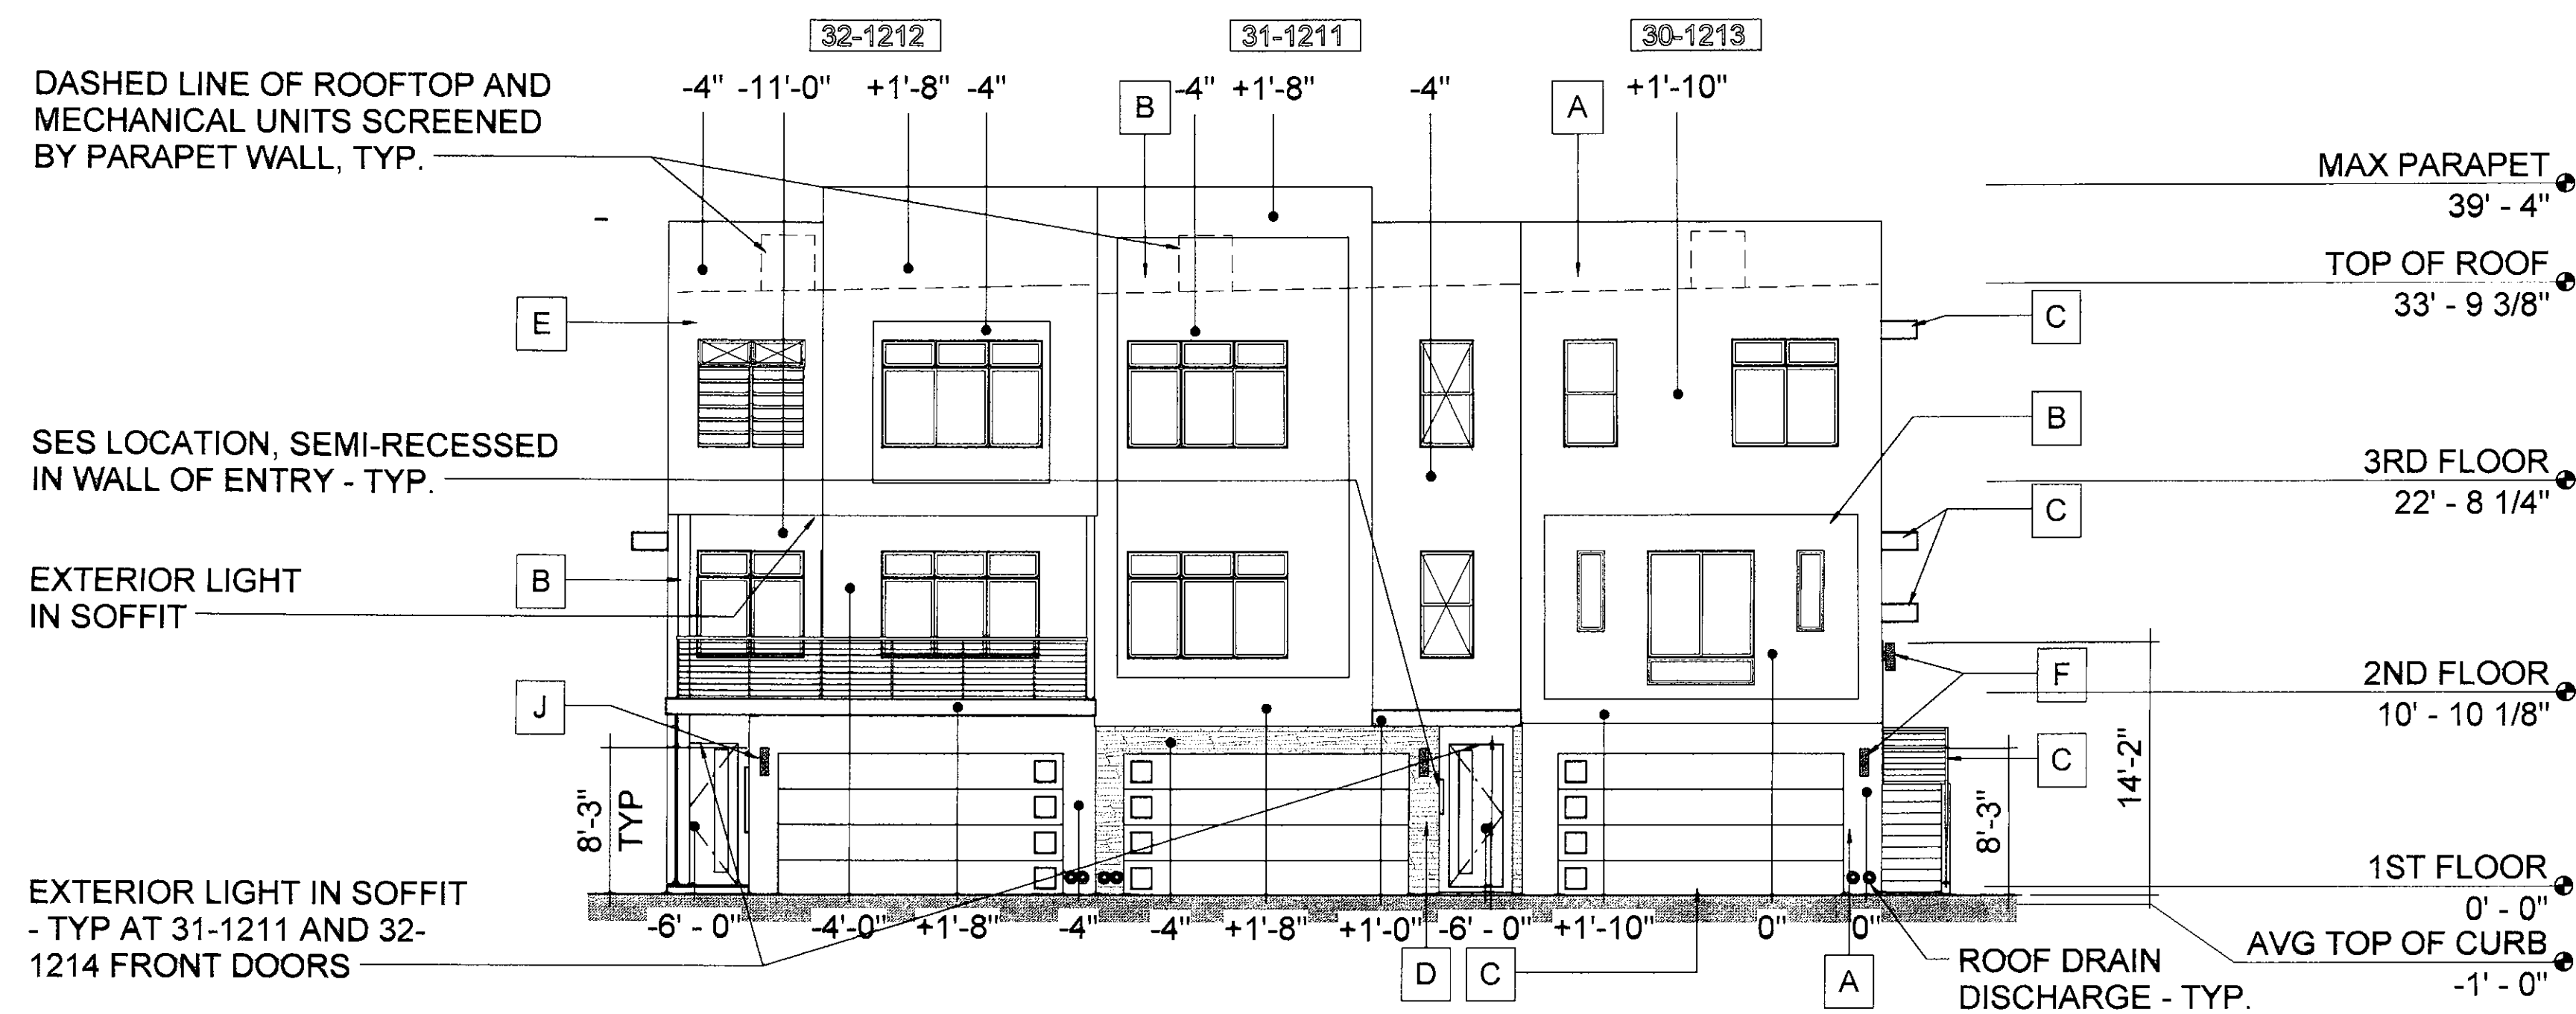 32-1212
31-1211
30-1213
DASHED LINE OF ROOFTOP AND
MECHANICAL UNITS SCREENED
BY PARAPET WALL, TYP.
-4" -11'-0" +1'-8" -4"
B
-4" +1'-8"
-4"
A
+1'-10"
MAX PARAPET
39' - 4"
TOP OF ROOF
33' - 9 3/8"
E
C
B
SES LOCATION, SEMI-RECESSED
IN WALL OF ENTRY - TYP.
3RD FLOOR
22' - 8 1/4"
C
EXTERIOR LIGHT
IN SOFFIT
B
F
2ND FLOOR
10' - 10 1/8"
J
C
8'-3"
TYP
8'-3"
14'-2"
EXTERIOR LIGHT IN SOFFIT
- TYP AT 31-1211 AND 32-
1214 FRONT DOORS
1ST FLOOR
0' - 0"
-6' - 0" -4'-0" +1'-8" -4" -4" +1'-8" +1'-0" -6' - 0" +1'-10" 0" 0"
AVG TOP OF CURB
-1' - 0"
D
C
A
ROOF DRAIN
DISCHARGE - TYP.